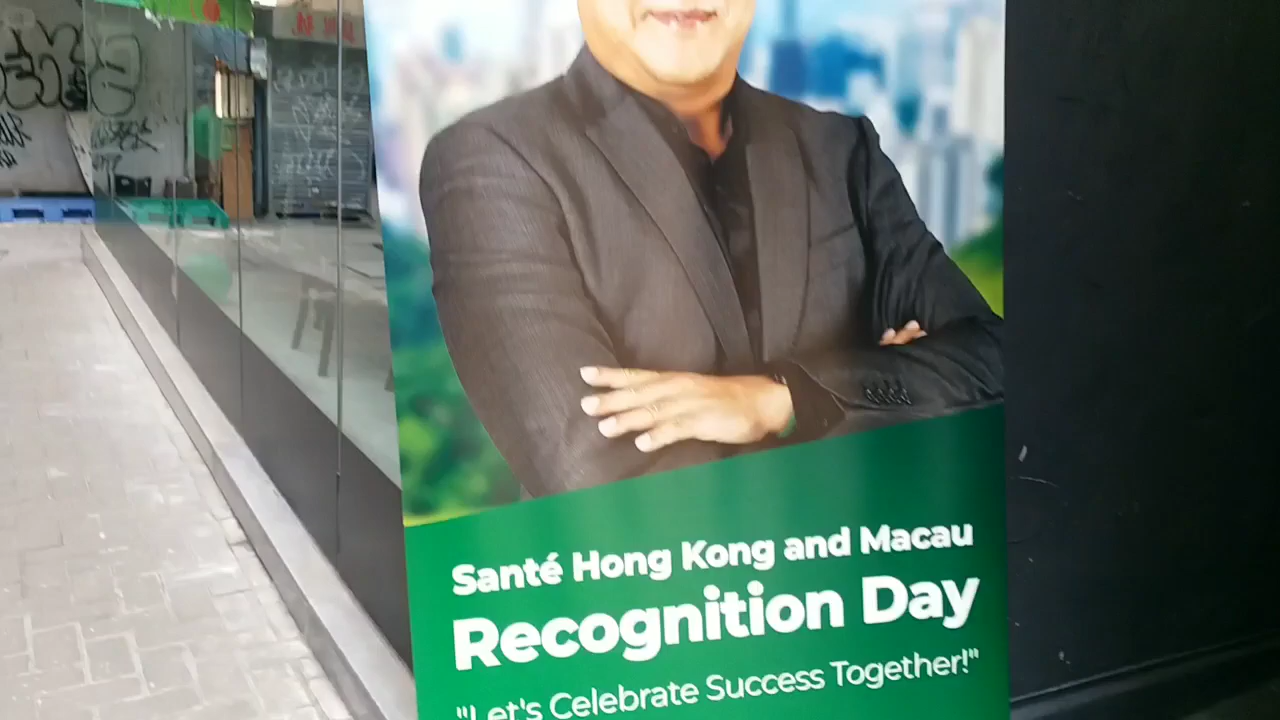 Santé Hong Kong and Macau
Recognition Day
"Let's Celebrate Success Together!"